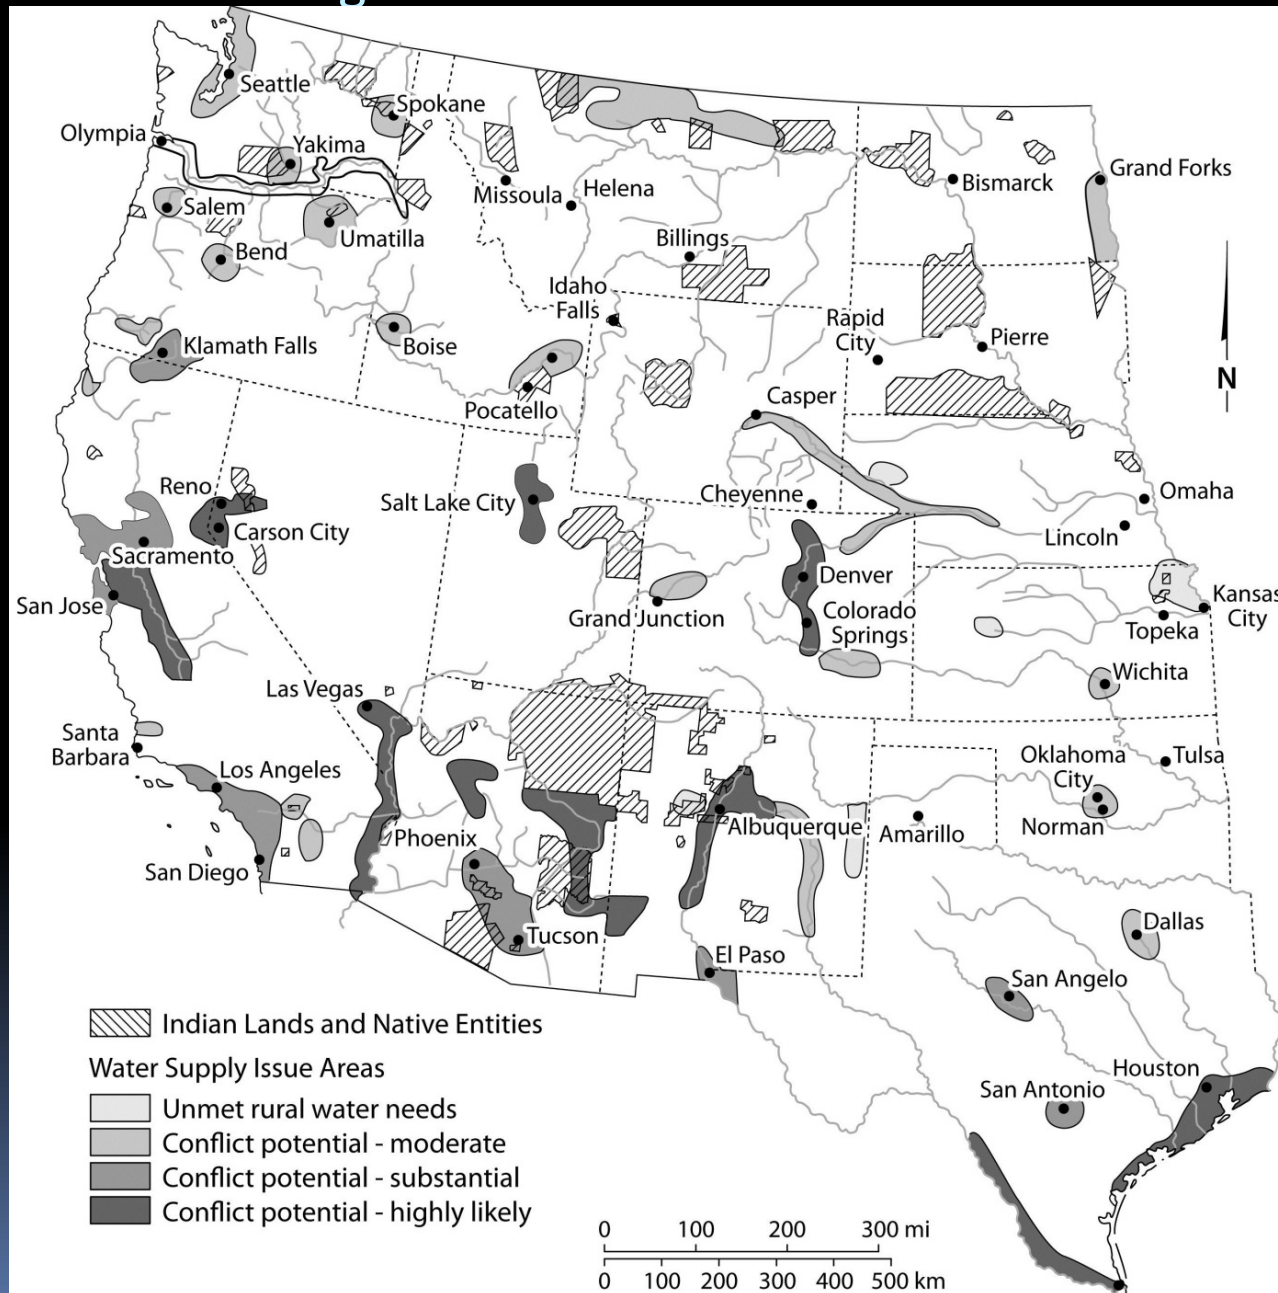 Seattle
Spokane
Olympia
Yakima
Grand Forks
Missoula
Helena
Bismarck
Salem
Umatilla
Billings
Bend
Idaho
Falls
Rapid
City
Pierre
Klamath Falls
Boise
N
Pocatello
Casper
Reno
Salt Lake City
Cheyenne
Omaha
Carson City
Lincoln
Sacramento
Denver
San Jose
Grand Junction
Colorado
Springs
Kansas
City
Topeka
Las Vegas
Wichita
Santa
Barbara
Los Angeles
Oklahoma
City
Tulsa
Phoenix
Albuquerque
Amarillo
Norman
San Diego
Tucson
Dallas
El Paso
San Angelo
Houston
San Antonio
Indian Lands and Native Entities
Water Supply Issue Areas
Unmet rural water needs
Conflict potential - moderate
Conflict potential - substantial
Conflict potential - highly likely
0 100 200 300 mi
0 100 200 300 400 500 km